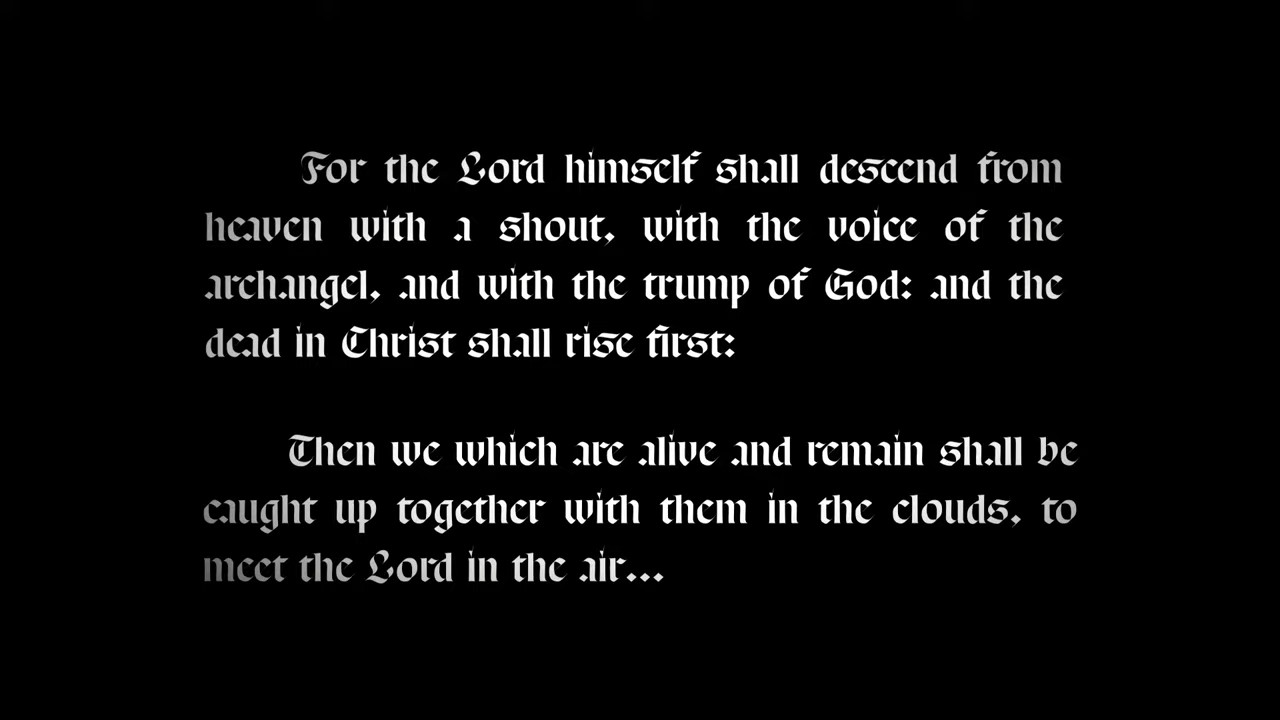 For the Lord himself shall descend from
heaven with a shout, with the voice of the
archangel, and with the trump of God: and the
dead in Christ shall rise first:
Then we which are alive and remain shall be
caught up together with them in the clouds, to
meet the Lord in the air...